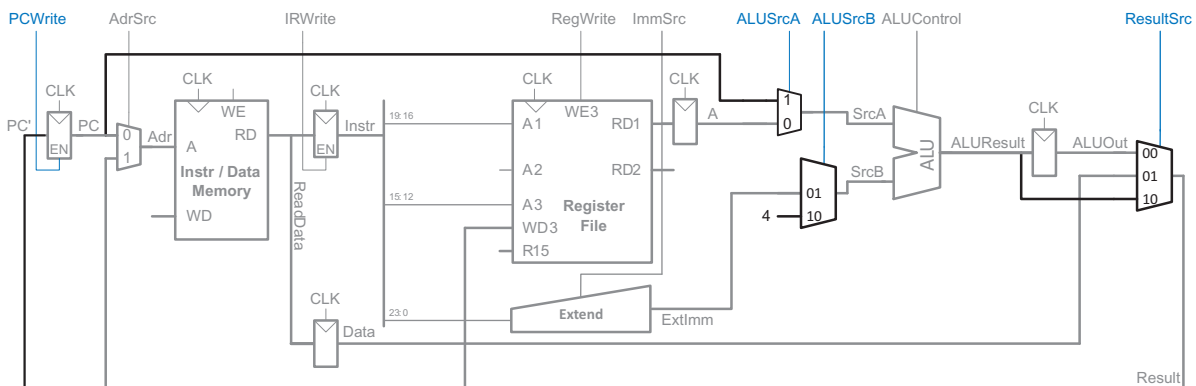 PCWrite
AdrSrc
IRWrite
RegWrite
ImmSrc
ALUSrcA
ALUSrcB
ALUControl
ResultSrc
CLK
CLK
CLK
CLK
CLK
CLK
WE
WE3
PC'
PC
EN
0
1
Adr
A
RD
Instr / Data
Memory
WD
EN
Instr
ReadData
19:16
15:12
23:0
A1
A2
A3
WD3
R15
RD1
RD2
Register
File
A
1
0
SrcA
01
10
4
SrcB
ALU
ALUResult
ALUOut
00
01
10
Extend
ExtImm
CLK
Data
Result